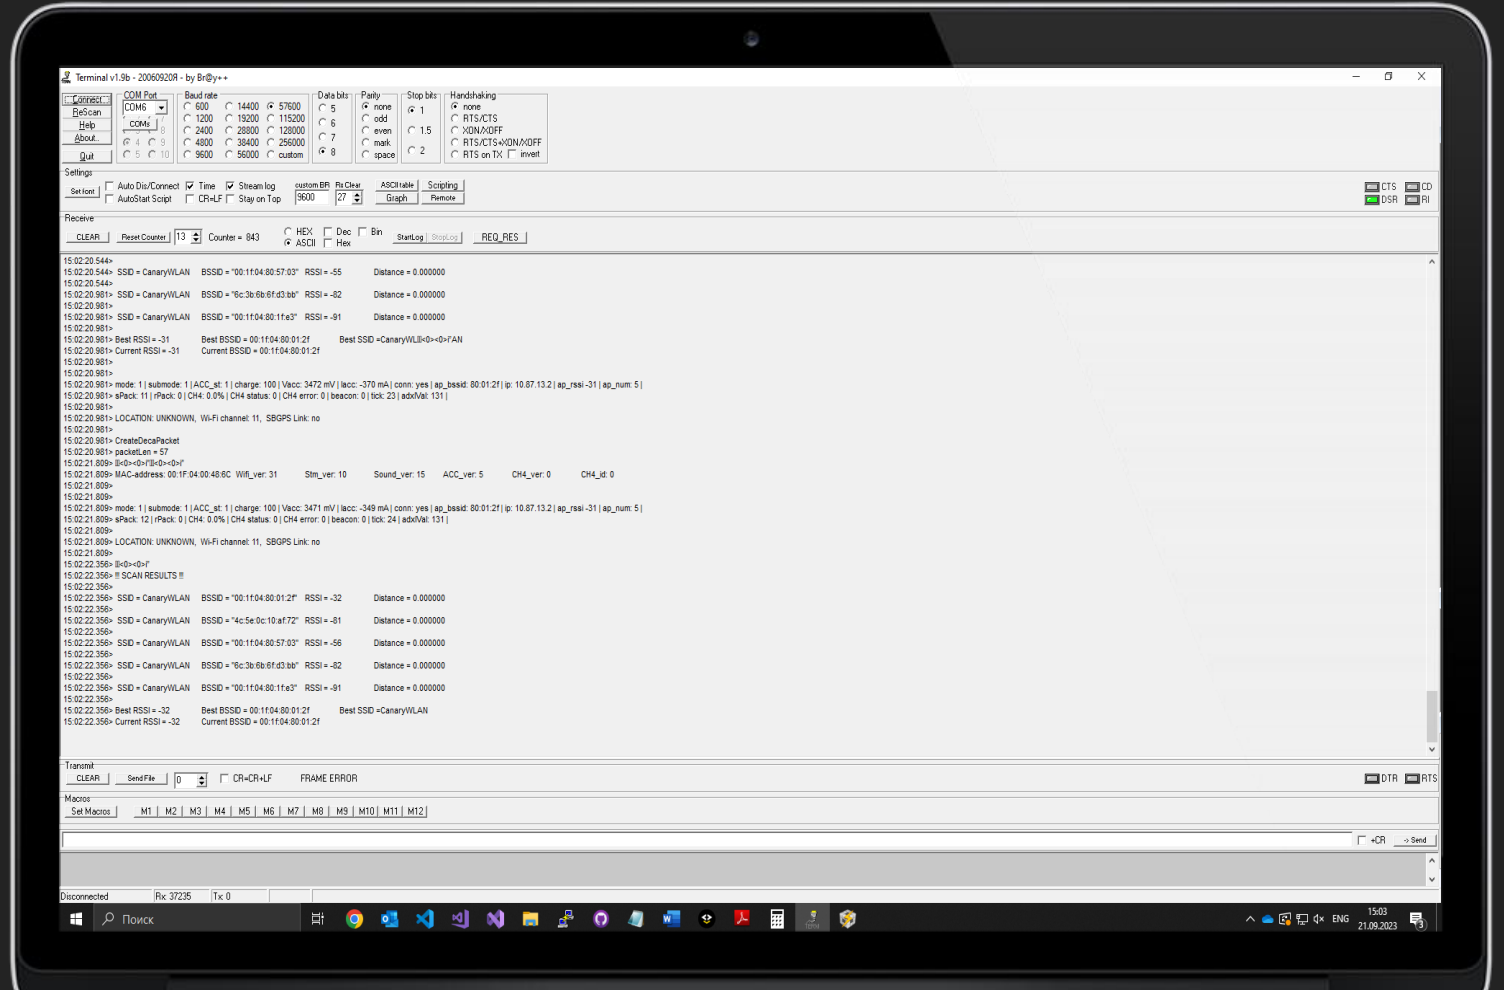 Terminal v1.9b - 20060920Я - by Br@y++
Connect
ReScan
Help
About..
Quit
COM Port
COM6
COMs
3 8
4 9
5 10
Baud rate
600 14400 57600
1200 19200 115200
2400 28800 128000
4800 38400 256000
9600 56000 custom
Data bits
5
6
7
8
Parity
none
odd
even
mark
space
Stop bits
1
1.5
2
Handshaking
none
RTS/CTS
XON/XOFF
RTS/CTS+XON/XOFF
RTS on TX invert
Settings
Set font
Auto Dis/Connect Time Stream log
AutoStart Script CR=LF Stay on Top
custom BR Rx Clear
9600 27
ASCII table Scripting
Graph Remote
CTS CD
DSR RI
Receive
CLEAR Reset Counter 13 Counter = 843
HEX Dec Bin
ASCII Hex
StartLog StopLog REQ_RES
15:02:20.544>
15:02:20.544> SSID = CanaryWLAN BSSID = "00:1f:04:80:57:03" RSSI = -55 Distance = 0.000000
15:02:20.544>
15:02:20.981> SSID = CanaryWLAN BSSID = "6c:3b:6b:6f:d3:bb" RSSI = -82 Distance = 0.000000
15:02:20.981>
15:02:20.981> SSID = CanaryWLAN BSSID = "00:1f:04:80:1f:e3" RSSI = -91 Distance = 0.000000
15:02:20.981>
15:02:20.981> Best RSSI = -31 Best BSSID = 00:1f:04:80:01:2f Best SSID =CanaryWL<0><0>i"AN
15:02:20.981> Current RSSI = -31 Current BSSID = 00:1f:04:80:01:2f
15:02:20.981>
15:02:20.981>
15:02:20.981> mode: 1 | submode: 1 | ACC_st: 1 | charge: 100 | Vacc: 3472 mV | Iacc: -370 mA | conn: yes | ap_bssid: 80:01:2f | ip: 10.87.13.2 | ap_rssi -31 | ap_num: 5 |
15:02:20.981> sPack: 11 | rPack: 0 | CH4: 0.0% | CH4 status: 0 | CH4 error: 0 | beacon: 0 | tick: 23 | adxlVal: 131 |
15:02:20.981>
15:02:20.981> LOCATION: UNKNOWN, Wi-Fi channel: 11, SBGPS Link: no
15:02:20.981>
15:02:20.981> CreateDecaPacket
15:02:20.981> packetLen = 57
15:02:21.809> <0><0>i"<0><0>i"
15:02:21.809> MAC-address: 00:1F:04:00:48:6C Wifi_ver: 31 Stm_ver: 10 Sound_ver: 15 ACC_ver: 5 CH4_ver: 0 CH4_id: 0
15:02:21.809>
15:02:21.809>
15:02:21.809> mode: 1 | submode: 1 | ACC_st: 1 | charge: 100 | Vacc: 3471 mV | Iacc: -349 mA | conn: yes | ap_bssid: 80:01:2f | ip: 10.87.13.2 | ap_rssi -31 | ap_num: 5 |
15:02:21.809> sPack: 12 | rPack: 0 | CH4: 0.0% | CH4 status: 0 | CH4 error: 0 | beacon: 0 | tick: 24 | adxlVal: 131 |
15:02:21.809>
15:02:21.809> LOCATION: UNKNOWN, Wi-Fi channel: 11, SBGPS Link: no
15:02:21.809>
15:02:22.356> <0><0>i"
15:02:22.356> !!! SCAN RESULTS !!!
15:02:22.356>
15:02:22.356> SSID = CanaryWLAN BSSID = "00:1f:04:80:01:2f" RSSI = -32 Distance = 0.000000
15:02:22.356>
15:02:22.356> SSID = CanaryWLAN BSSID = "4c:5e:0c:10:af:72" RSSI = -81 Distance = 0.000000
15:02:22.356>
15:02:22.356> SSID = CanaryWLAN BSSID = "00:1f:04:80:57:03" RSSI = -56 Distance = 0.000000
15:02:22.356>
15:02:22.356> SSID = CanaryWLAN BSSID = "6c:3b:6b:6f:d3:bb" RSSI = -82 Distance = 0.000000
15:02:22.356>
15:02:22.356> SSID = CanaryWLAN BSSID = "00:1f:04:80:1f:e3" RSSI = -91 Distance = 0.000000
15:02:22.356>
15:02:22.356> Best RSSI = -32 Best BSSID = 00:1f:04:80:01:2f Best SSID =CanaryWLAN
15:02:22.356> Current RSSI = -32 Current BSSID = 00:1f:04:80:01:2f
Transmit
CLEAR Send File 0 CR=CR+LF FRAME ERROR
DTR RTS
Macros
Set Macros M1 M2 M3 M4 M5 M6 M7 M8 M9 M10 M11 M12
+CR -> Send
Disconnected Rx: 37235 Tx: 0
Поиск
ENG
15:03
21.09.2023
3